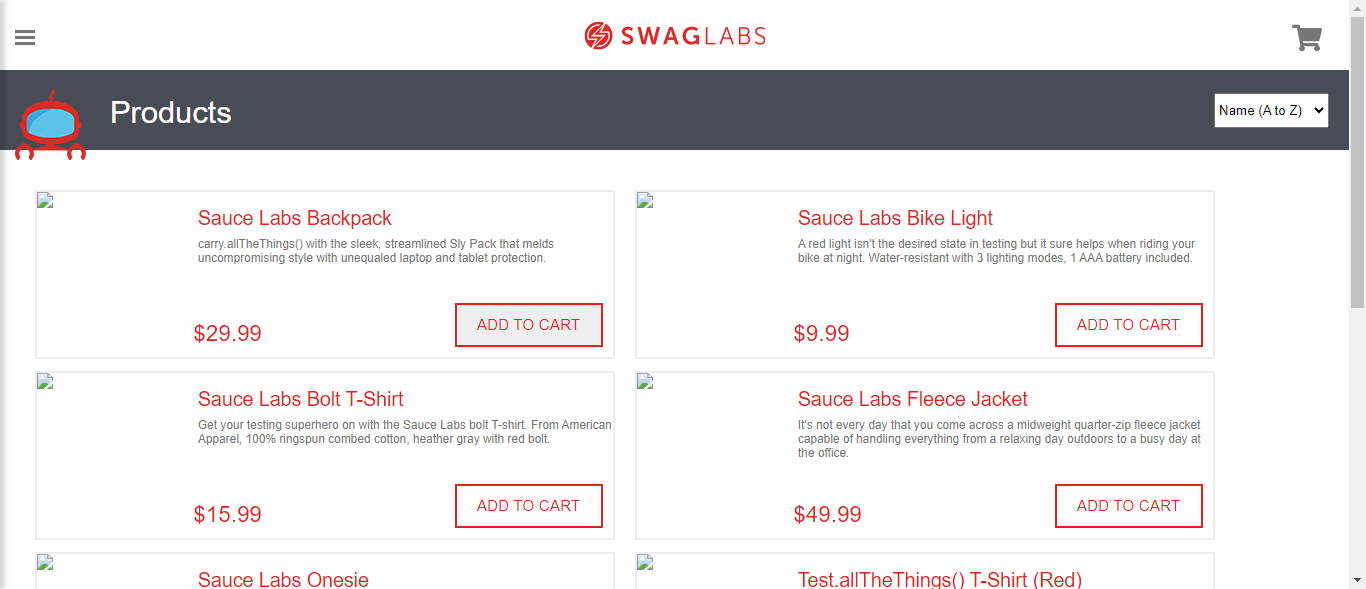 SWAGLABS
Products
Name (A to Z)
Sauce Labs Backpack
carry.allTheThings() with the sleek, streamlined Sly Pack that melds
uncompromising style with unequaled laptop and tablet protection.
$29.99
ADD TO CART
Sauce Labs Bike Light
A red light isn't the desired state in testing but it sure helps when riding your
bike at night. Water-resistant with 3 lighting modes, 1 AAA battery included.
$9.99
ADD TO CART
Sauce Labs Bolt T-Shirt
Get your testing superhero on with the Sauce Labs bolt T-shirt. From American
Apparel, 100% ringspun combed cotton, heather gray with red bolt.
$15.99
ADD TO CART
Sauce Labs Fleece Jacket
It's not every day that you come across a midweight quarter-zip fleece jacket
capable of handling everything from a relaxing day outdoors to a busy day at
the office.
$49.99
ADD TO CART
Sauce Labs Onesie
Test.allTheThings() T-Shirt (Red)